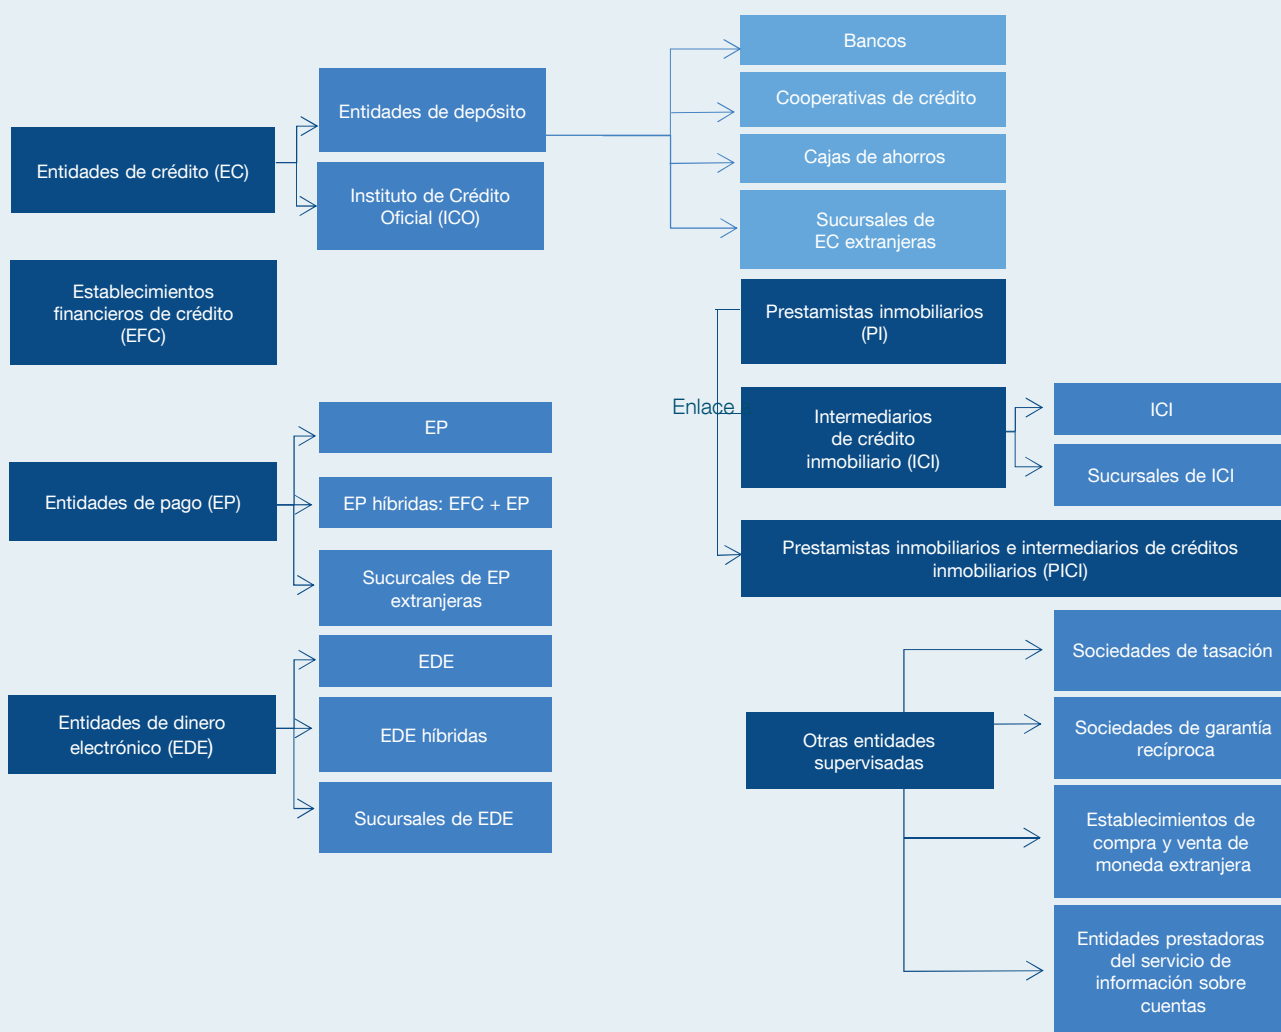 Entidades de crédito (EC)
Entidades de depósito
Instituto de Crédito
Oficial (ICO)
Bancos
Cooperativas de crédito
Cajas de ahorros
Sucursales de
EC extranjeras
Establecimientos
financieros de crédito
(EFC)
Entidades de pago (EP)
EP
EP híbridas: EFC + EP
Sucurcales de EP
extranjeras
Entidades de dinero
electrónico (EDE)
EDE
EDE híbridas
Sucursales de EDE
Prestamistas inmobiliarios
(PI)
Enlace
Intermediarios
de crédito
inmobiliario (ICI)
ICI
Sucursales de ICI
Prestamistas inmobiliarios e intermediarios de créditos
inmobiliarios (PICI)
Otras entidades
supervisadas
Sociedades de tasación
Sociedades de garantía
recíproca
Establecimientos de
compra y venta de
moneda extranjera
Entidades prestadoras
del servicio de
información sobre
cuentas